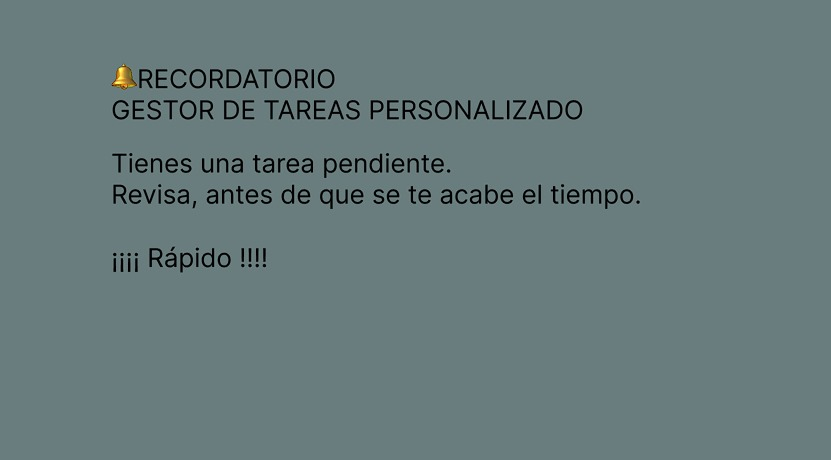 🔔RECORDATORIO
GESTOR DE TAREAS PERSONALIZADO
Tienes una tarea pendiente.
Revisa, antes de que se te acabe el tiempo.
¡¡¡¡ Rápido !!!!